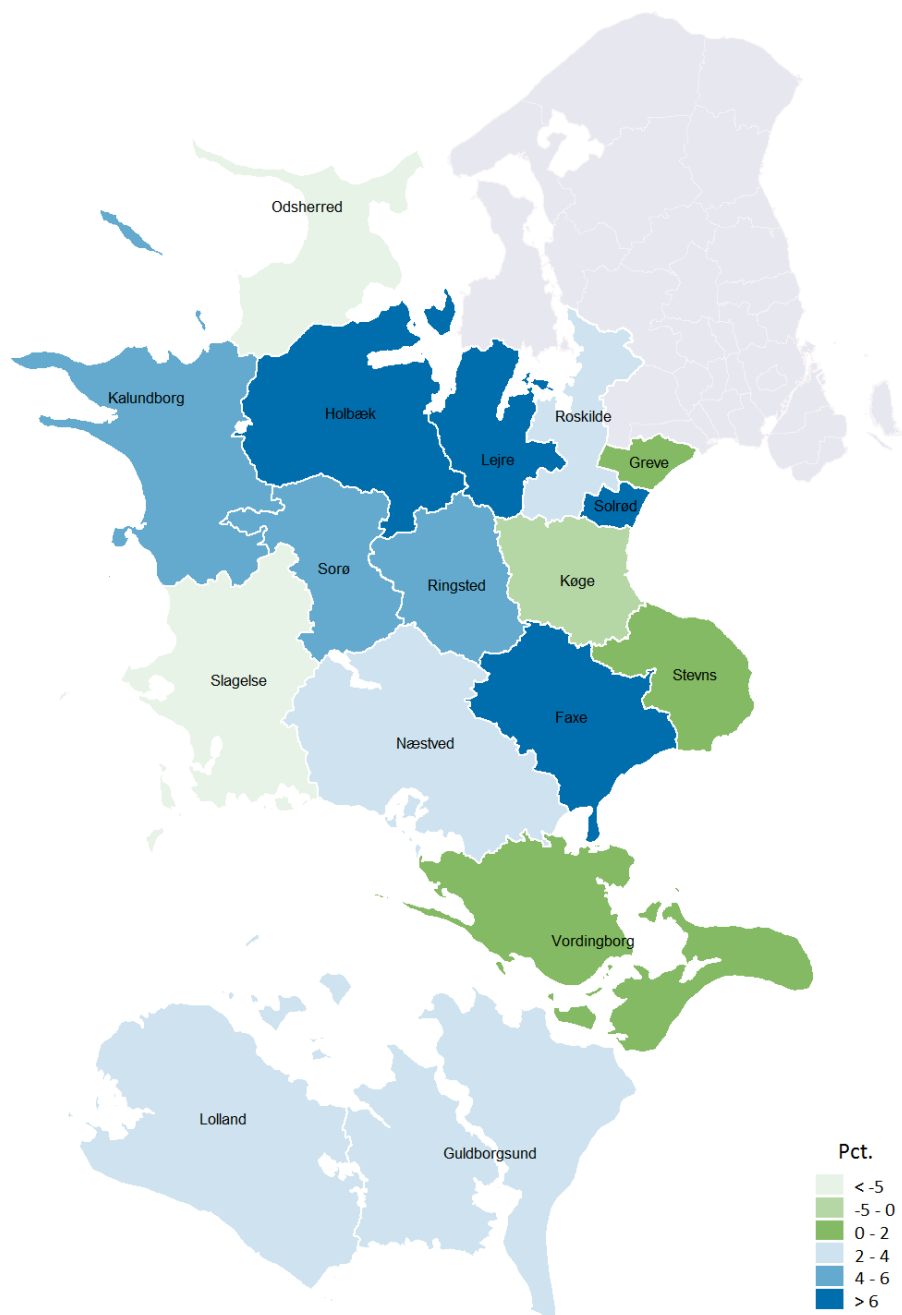 Odsherred
Kalundborg
Holbæk
Roskilde
Lejre
Greve
Solrød
Sorø
Ringsted
Køge
Slagelse
Stevns
Faxe
Næstved
Vordingborg
Lolland
Guldborgsund
Pct.
< -5
-5 - 0
0 - 2
2 - 4
4 - 6
> 6